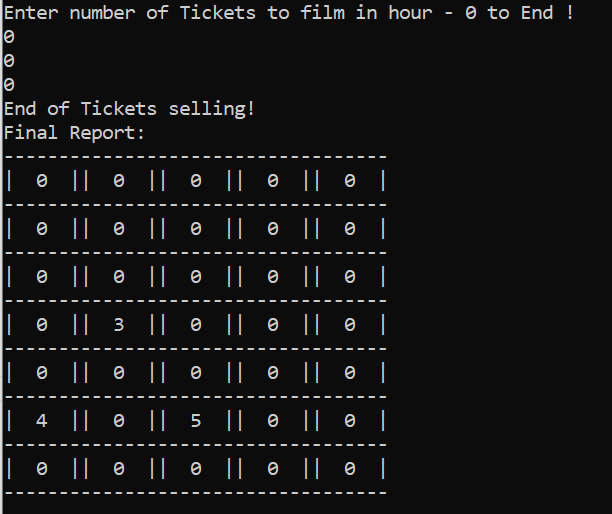 Enter number of Tickets to film in hour - 0 to End !
0
0
0
End of Tickets selling!
Final Report:
-----------------------------------
|  0  ||  0  ||  0  ||  0  ||  0  |
-----------------------------------
|  0  ||  0  ||  0  ||  0  ||  0  |
-----------------------------------
|  0  ||  0  ||  0  ||  0  ||  0  |
-----------------------------------
|  0  ||  3  ||  0  ||  0  ||  0  |
-----------------------------------
|  0  ||  0  ||  0  ||  0  ||  0  |
-----------------------------------
|  4  ||  0  ||  5  ||  0  ||  0  |
-----------------------------------
|  0  ||  0  ||  0  ||  0  ||  0  |
-----------------------------------